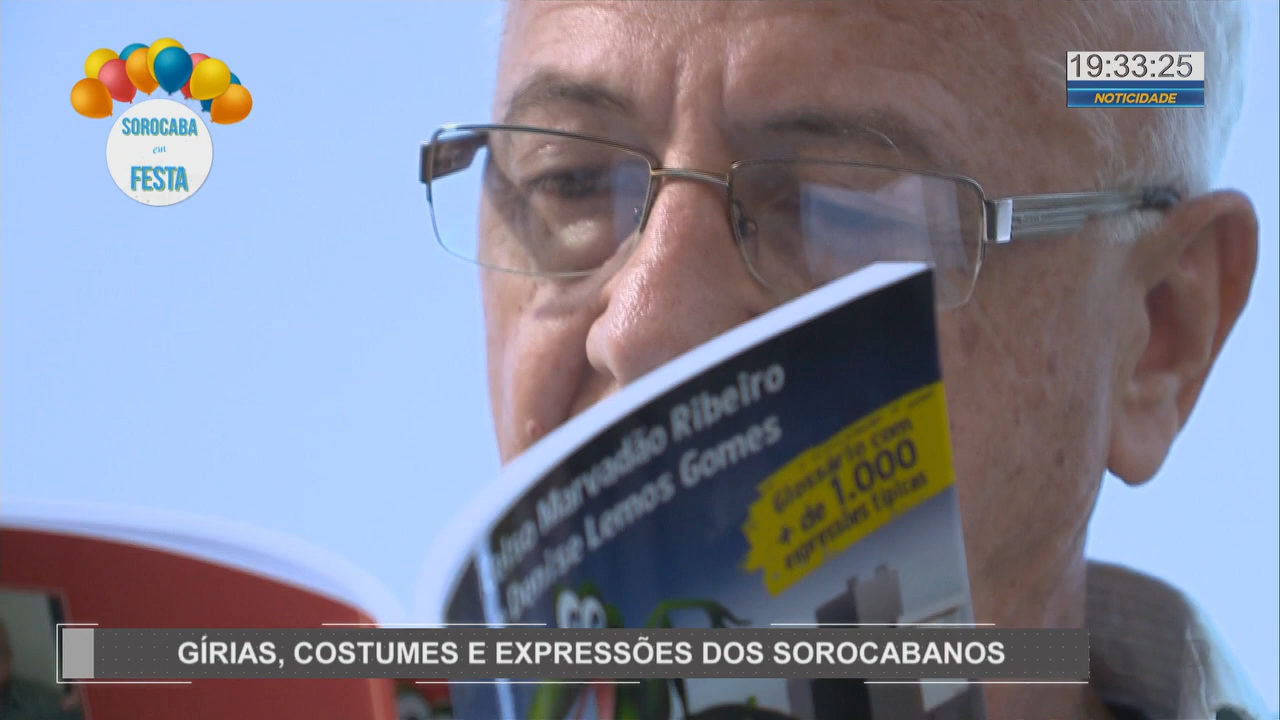 SOROCABA
em
FESTA
19:33:25
NOTICIDADE
Marvadão Ribeiro
Denise Lemos Gomes
Glossário com
+ de 1.000
expressões típicas
GÍRIAS, COSTUMES E EXPRESSÕES DOS SOROCABANOS